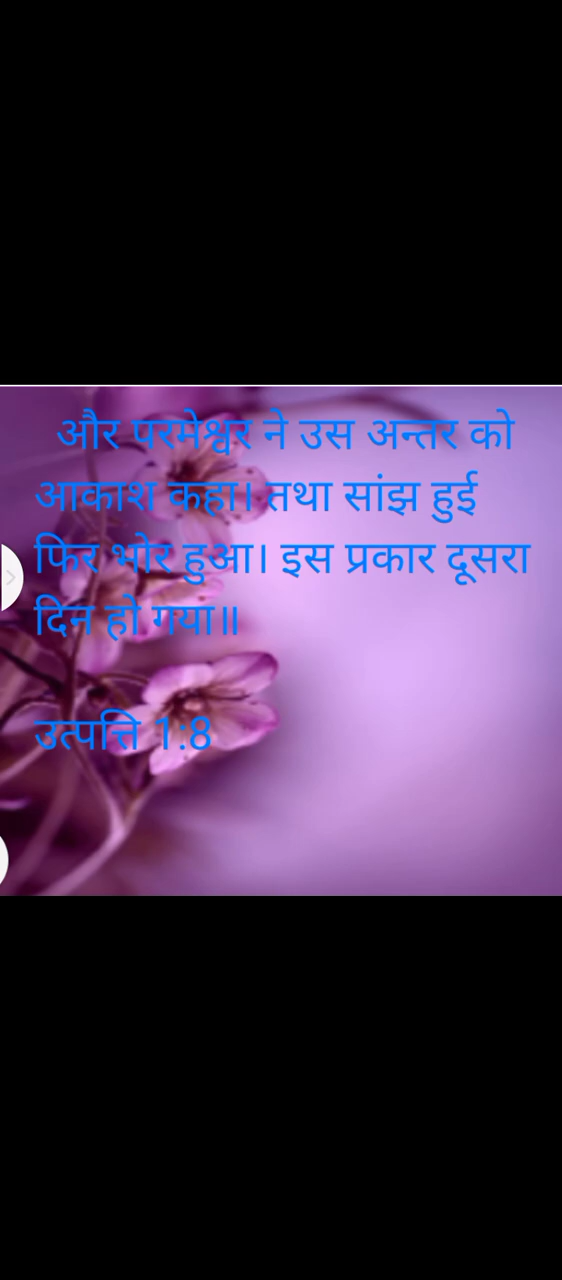 और परमेश्वर ने उस अन्तर को
आकाश कहा। तथा सांझ हुई
फिर भोर हुआ। इस प्रकार दूसरा
दिन हो गया॥
उत्पत्ति 1:8